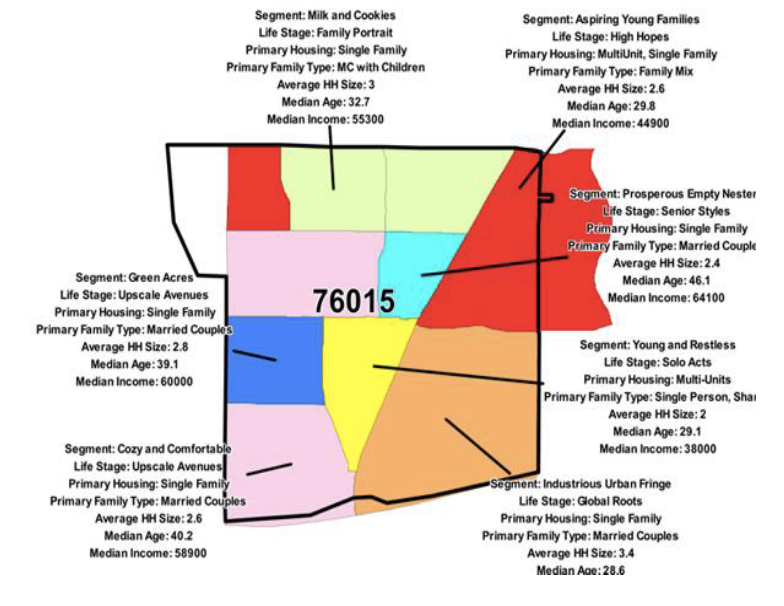 Segment: Milk and Cookies
Life Stage: Family Portrait
Primary Housing: Single Family
Primary Family Type: MC with Children
Average HH Size: 3
Median Age: 32.7
Median Income: 55300
Segment: Aspiring Young Families
Life Stage: High Hopes
Primary Housing: MultiUnit, Single Family
Primary Family Type: Family Mix
Average HH Size: 2.6
Median Age: 29.8
Median Income: 44900
Segment: Prosperous Empty Nester
Life Stage: Senior Styles
Primary Housing: Single Family
Primary Family Type: Married Couple
Average HH Size: 2.4
Median Age: 46.1
Median Income: 64100
Segment: Green Acres
Life Stage: Upscale Avenues
Primary Housing: Single Family
Primary Family Type: Married Couples
Average HH Size: 2.8
Median Age: 39.1
Median Income: 60000
76015
Segment: Young and Restless
Life Stage: Solo Acts
Primary Housing: Multi-Units
Primary Family Type: Single Person, Sha
Average HH Size: 2
Median Age: 29.1
Median Income: 38000
Segment: Cozy and Comfortable
Life Stage: Upscale Avenues
Primary Housing: Single Family
Primary Family Type: Married Couples
Average HH Size: 2.6
Median Age: 40.2
Median Income: 58900
Segment: Industrious Urban Fringe
Life Stage: Global Roots
Primary Housing: Single Family
Primary Family Type: Married Couples
Average HH Size: 3.4
Median Age: 28.6